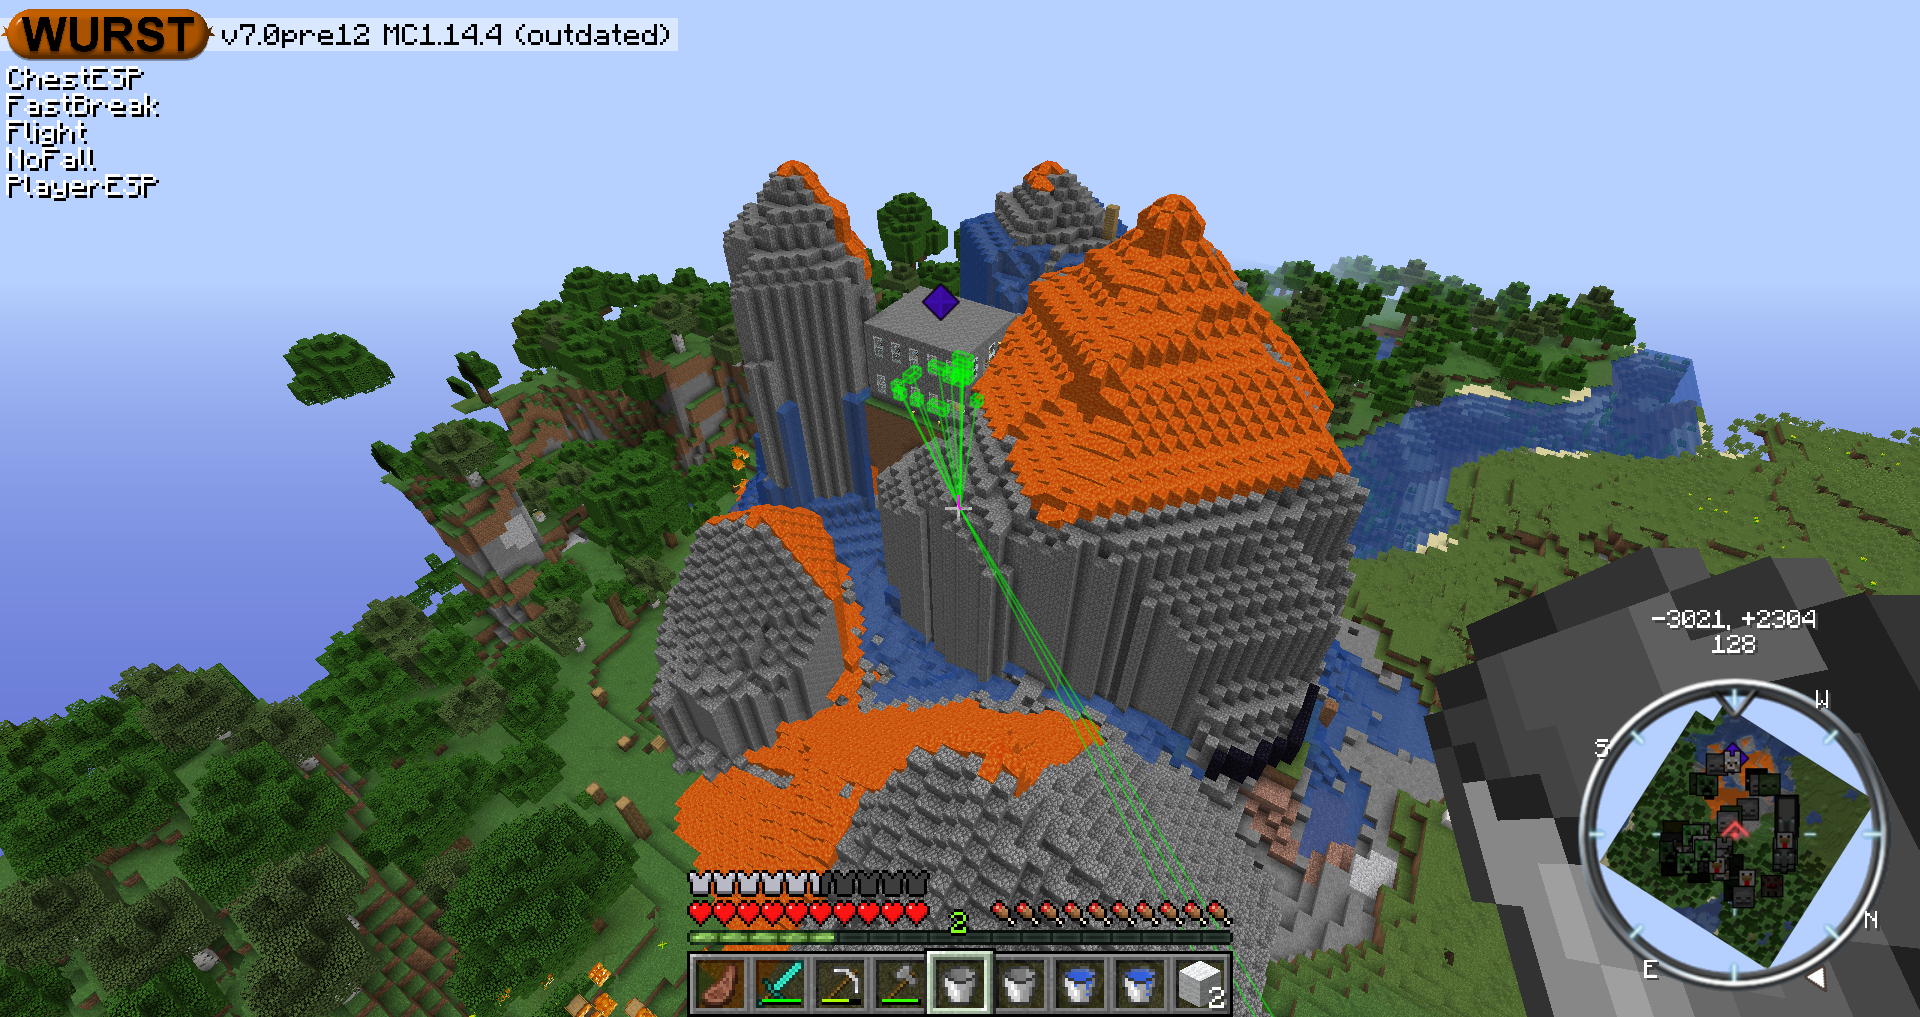 WURST v7.0pre12 MC1.14.4 (outdated)
ChestESP
FastBreak
Flight
NoFall
PlayerESP
-3021, +2304
128
W
S
N
E
2
2